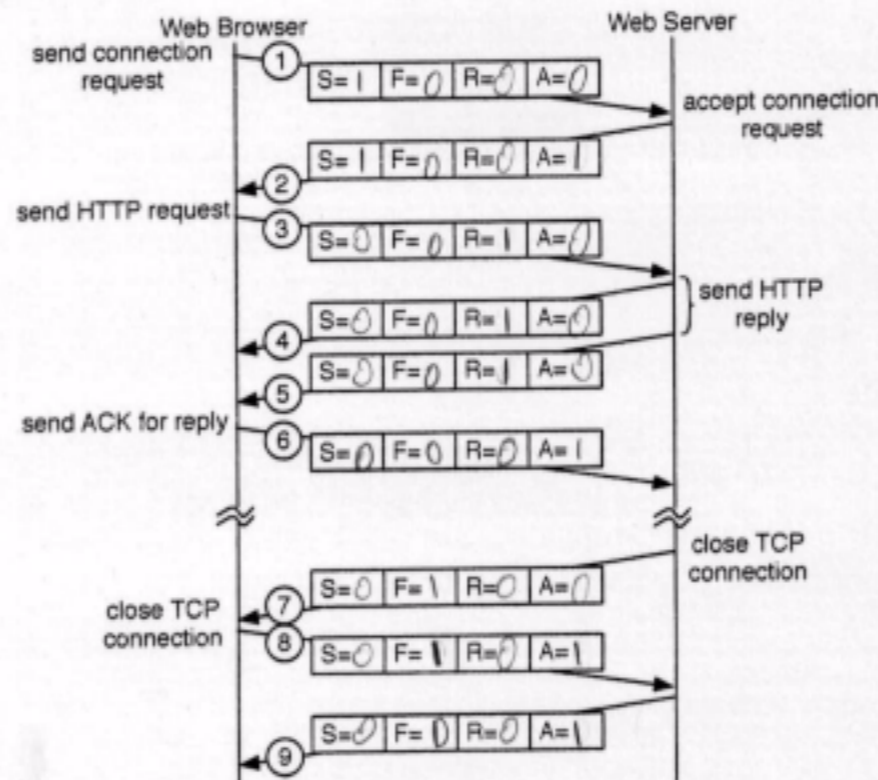 Web Browser
Web Server
send connection
request
1
S= 1 F= 0 R= 0 A= 0
accept connection
request
S= 1 F= 0 R= 0 A= 1
2
send HTTP request
3
S= 0 F= 0 R= 1 A= 0
send HTTP
reply
S= 0 F= 0 R= 1 A= 0
4
S= 0 F= 0 R= 1 A= 0
5
send ACK for reply
6
S= 0 F= 0 R= 0 A= 1
close TCP
connection
S= 0 F= 1 R= 0 A= 0
7
close TCP
connection
8
S= 0 F= 1 R= 0 A= 1
S= 0 F= 0 R= 0 A= 1
9